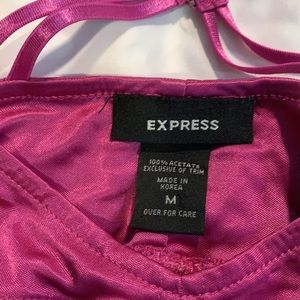 EXPRESS
100% ACETATE
EXCLUSIVE OF TRIM
MADE IN
KOREA
M
OVER FOR CARE